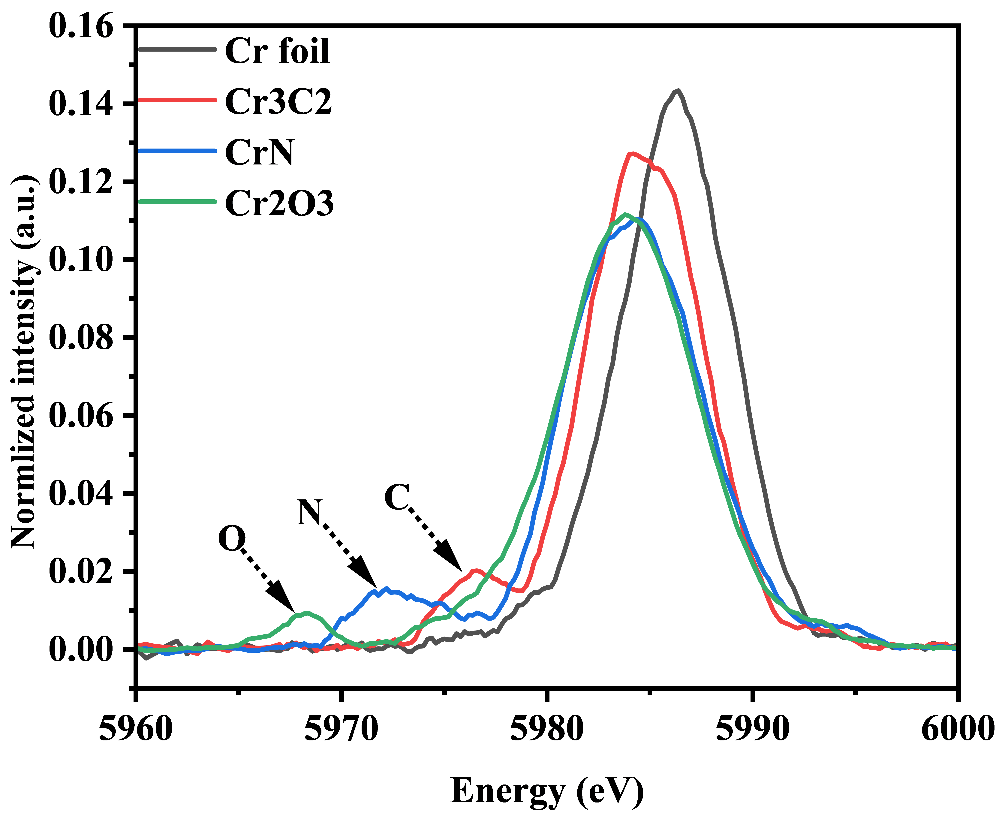 0.16
0.14
0.12
0.10
0.08
0.06
0.04
0.02
0.00
Normlized intensity (a.u.)
Cr foil
Cr3C2
CrN
Cr2O3
O
N
C
5960
5970
5980
5990
6000
Energy (eV)